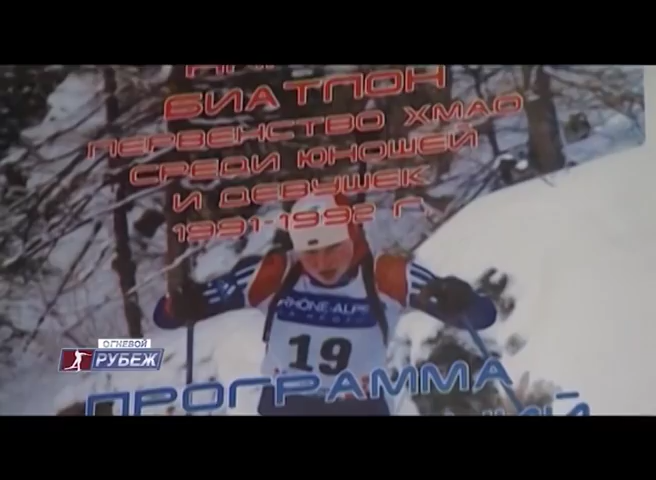 БИАТЛОН
ПЕРВЕНСТВО ХМАО
СРЕДИ ЮНОШЕЙ
И ДЕВУШЕК
1991-1992 Г.
RHONE-ALPES
19
ОГНЕВОЙ
РУБЕЖ
ПРОГРАММА